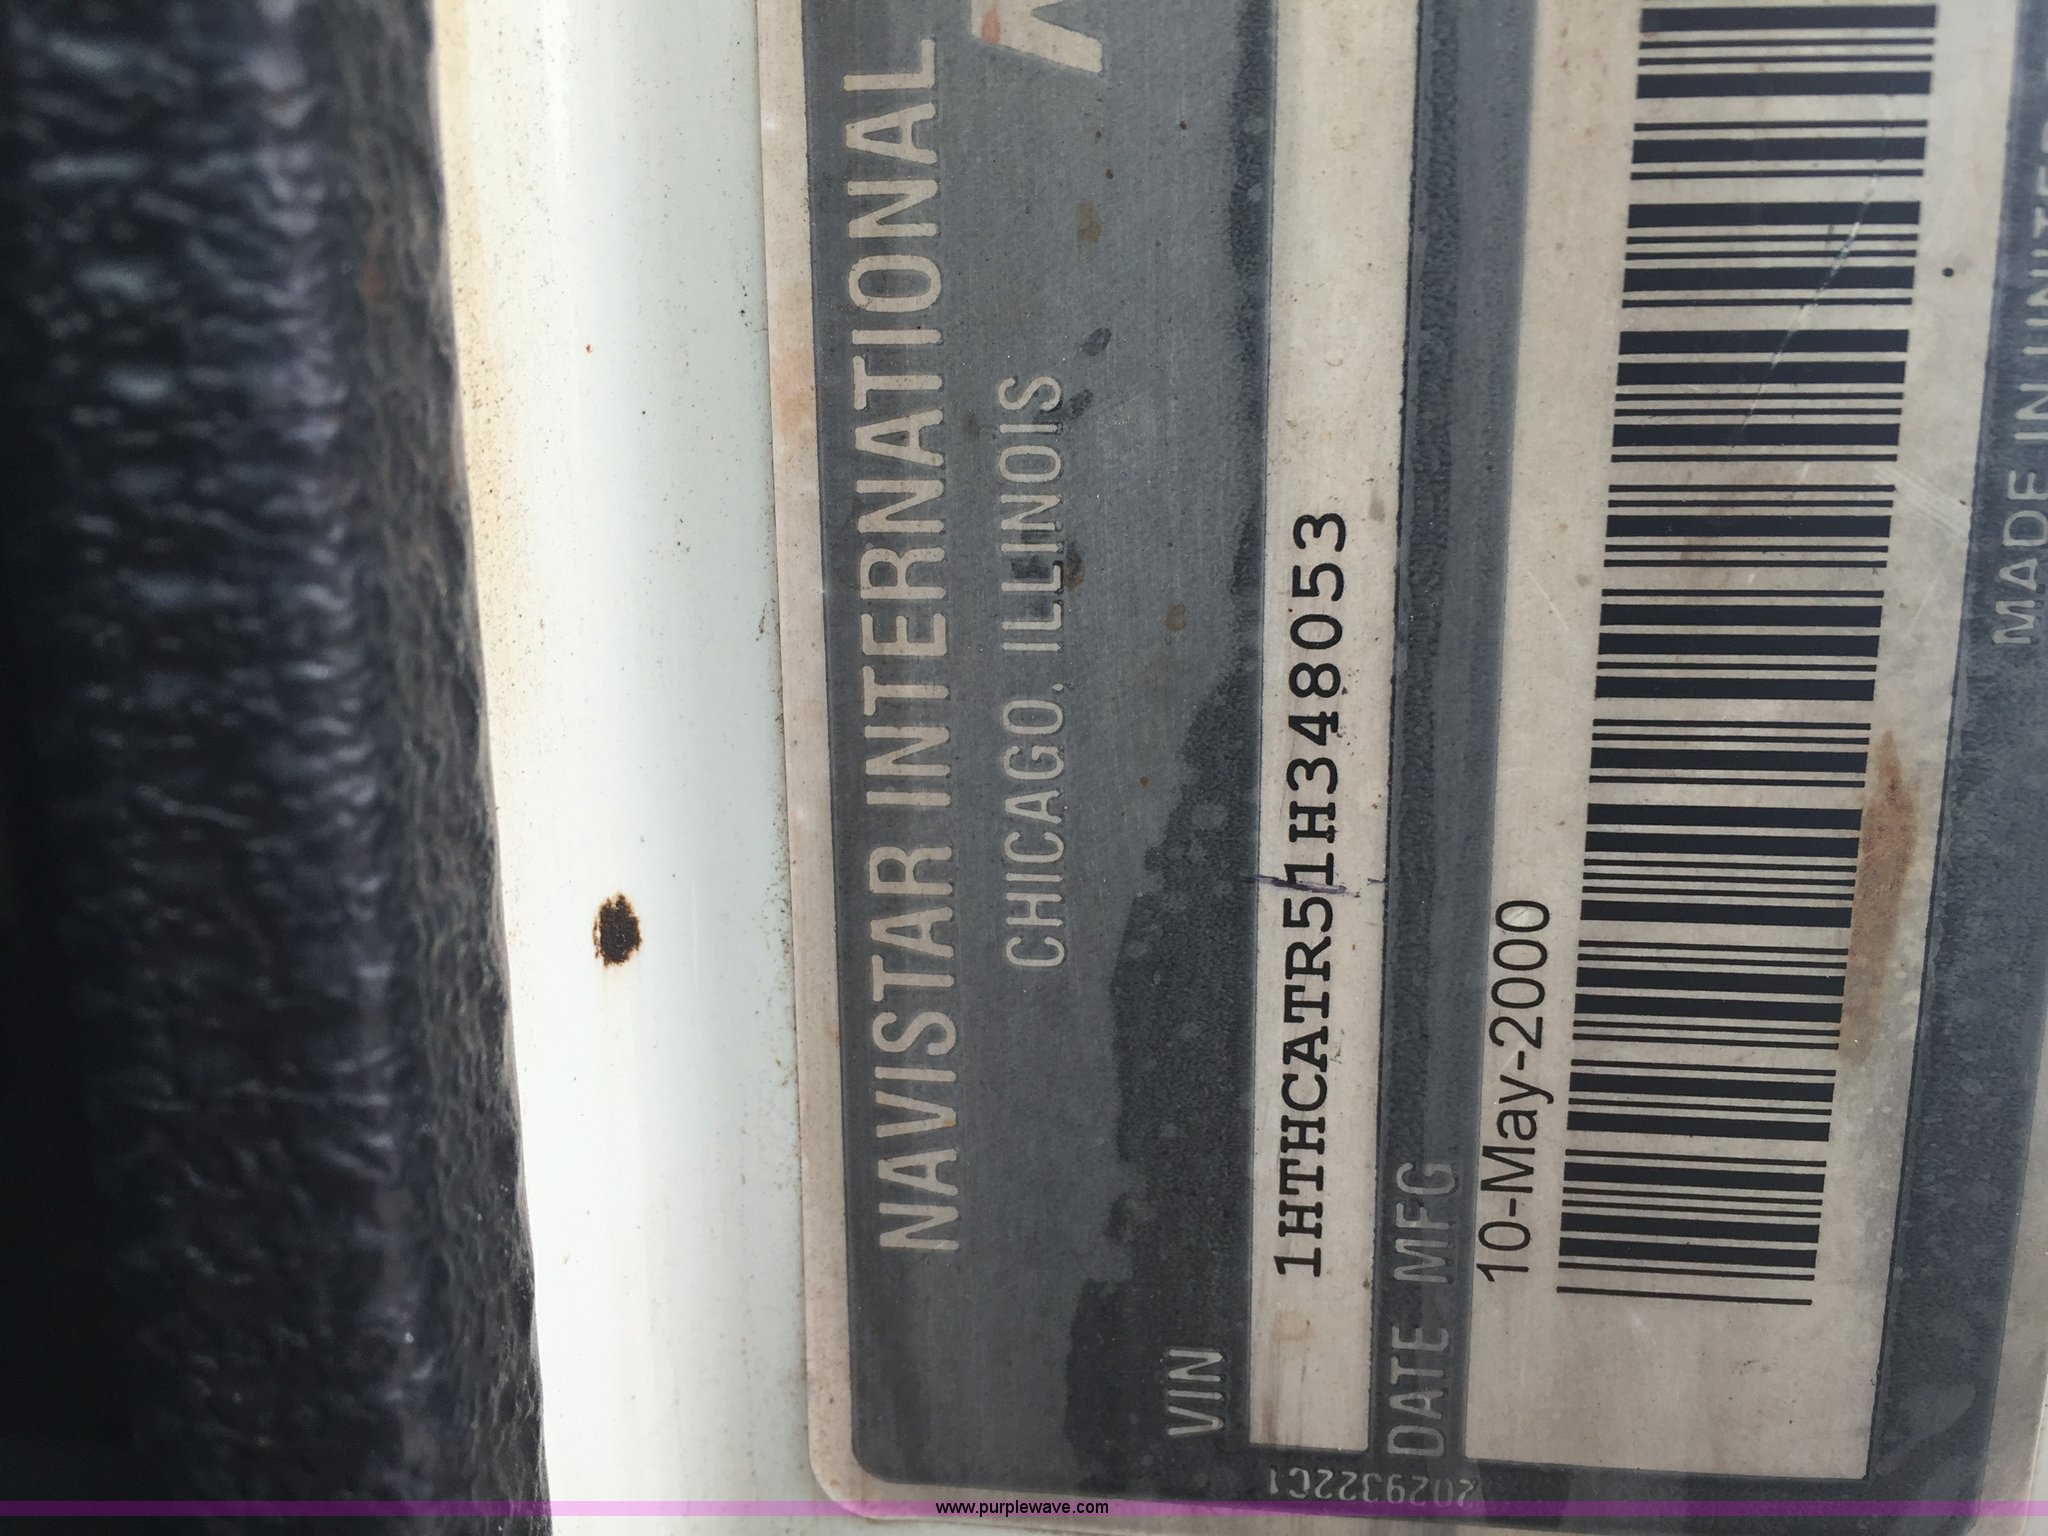 NAVISTAR INTERNATIONAL
CHICAGO, ILLINOIS
VIN
1HTHCATR51H348053
DATE MFG
10-May-2000
MADE IN
2029322C1
www.purplewave.com